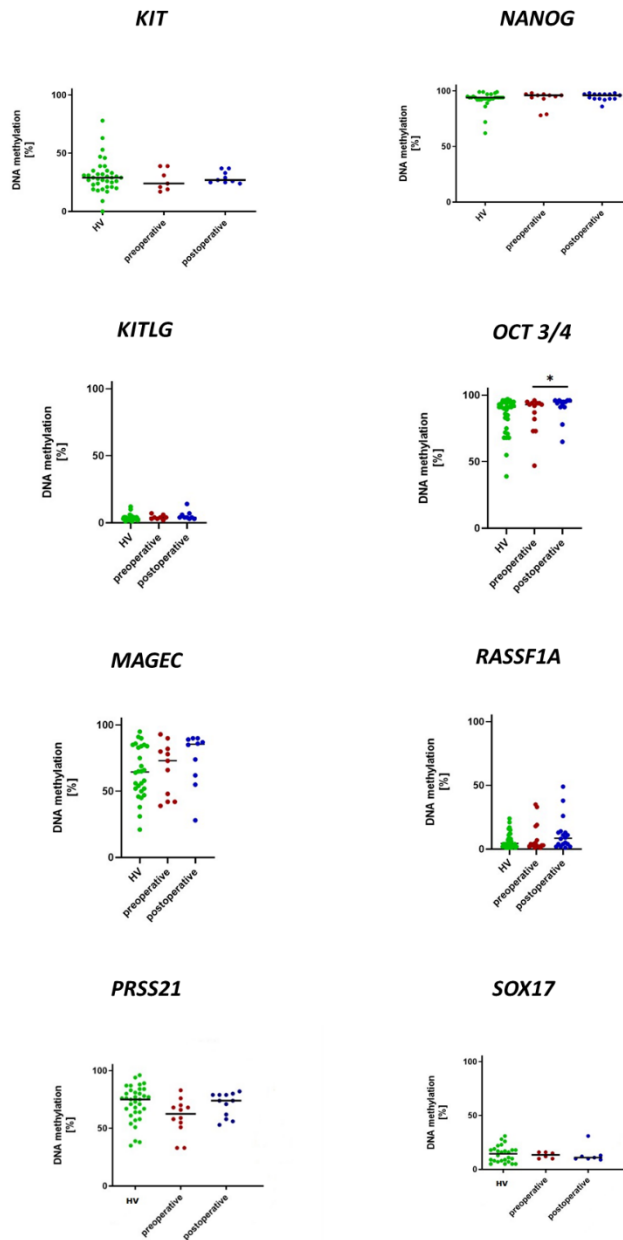 KIT
100
50
0
DNA methylation
[%]
HV
preoperative
postoperative
NANOG
100
50
0
DNA methylation
[%]
HV
preoperative
postoperative
KITLG
100
50
0
DNA methylation
[%]
HV
preoperative
postoperative
OCT 3/4
*
100
50
0
DNA methylation
[%]
HV
preoperative
postoperative
MAGEC
100
50
0
DNA methylation
[%]
HV
preoperative
postoperative
RASSF1A
100
50
0
DNA methylation
[%]
HV
preoperative
postoperative
PRSS21
100
50
0
DNA methylation
[%]
HV
preoperative
postoperative
SOX17
100
50
0
DNA methylation
[%]
HV
preoperative
postoperative